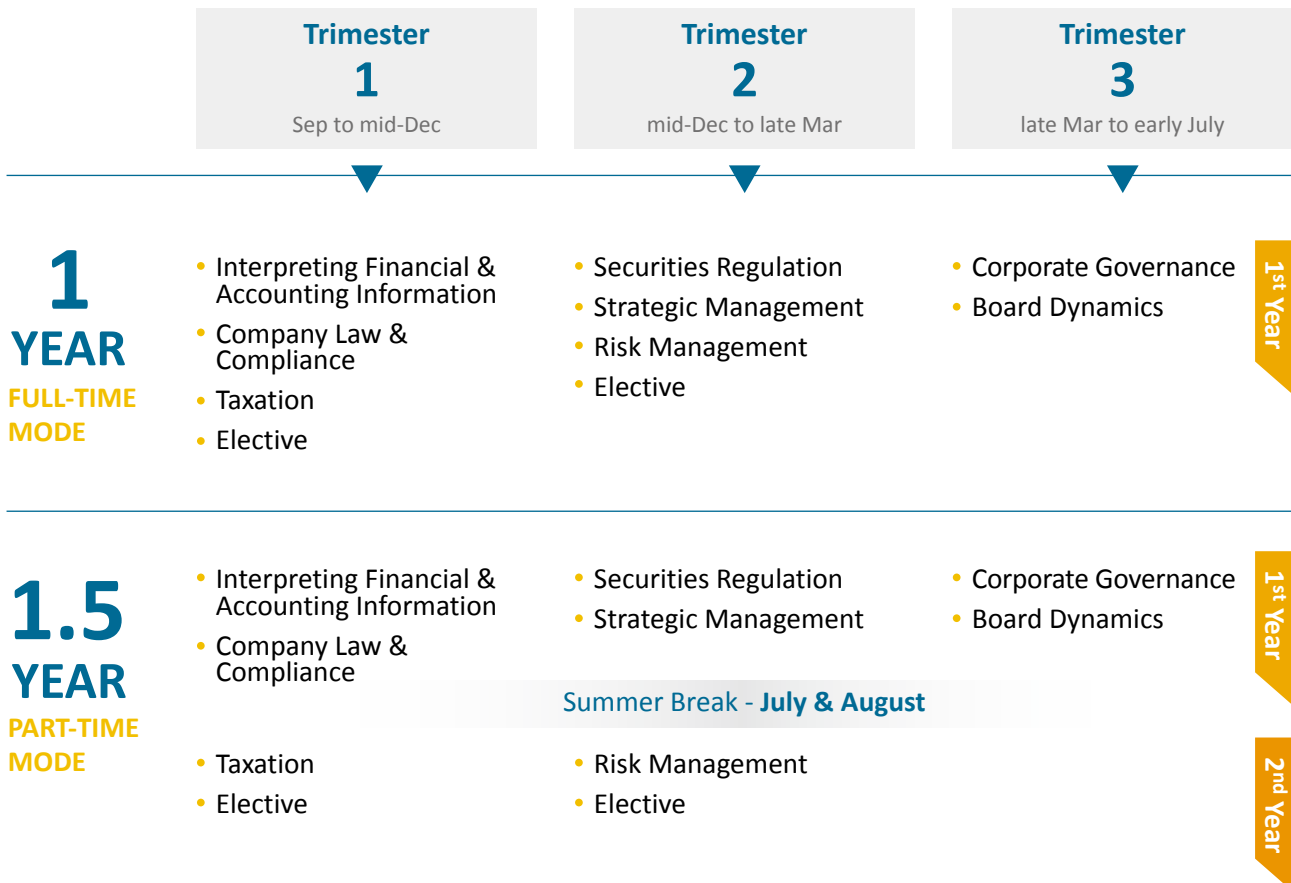 Trimester
1
Sep to mid-Dec
Trimester
2
mid-Dec to late Mar
Trimester
3
late Mar to early July
1
YEAR
FULL-TIME
MODE
• Interpreting Financial &
Accounting Information
• Company Law &
Compliance
• Taxation
• Elective
• Securities Regulation
• Strategic Management
• Risk Management
• Elective
• Corporate Governance
• Board Dynamics
1st Year
1.5
YEAR
PART-TIME
MODE
• Interpreting Financial &
Accounting Information
• Company Law &
Compliance
• Securities Regulation
• Strategic Management
• Corporate Governance
• Board Dynamics
1st Year
Summer Break - July & August
• Taxation
• Elective
• Risk Management
• Elective
2nd Year